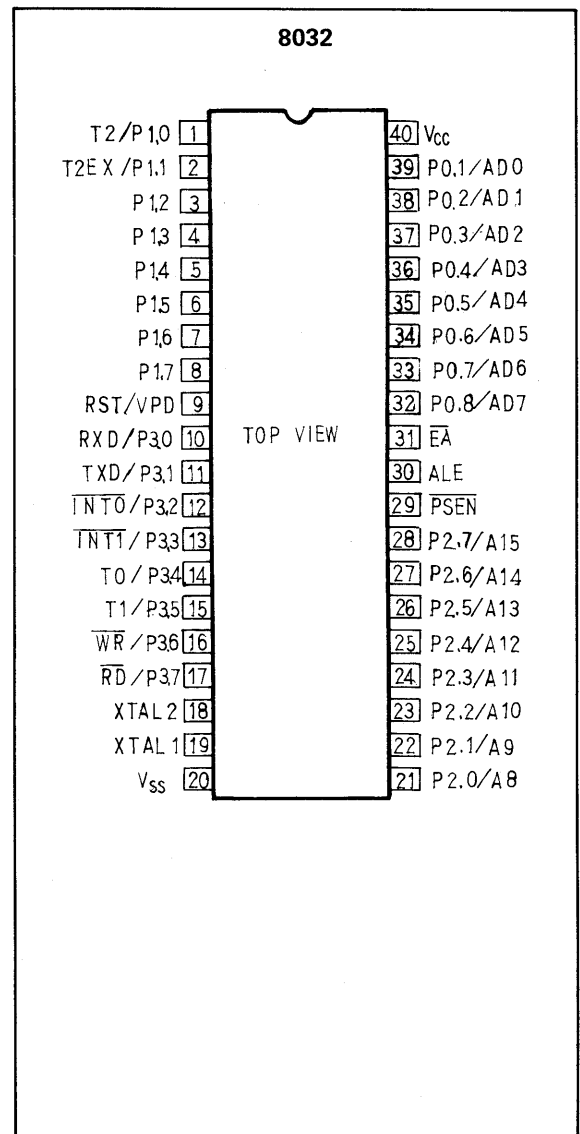 8032
T2/P1,0 1
T2EX/P1.1 2
P1,2 3
P1,3 4
P1,4 5
P1,5 6
P1,6 7
P1,7 8
RST/VPD 9
RXD/P3,0 10
TXD/P3,1 11
I̅N̅T̅0̅/P3,2 12
I̅N̅T̅1̅/P3,3 13
T0/P3,4 14
T1/P3,5 15
W̅R̅/P3,6 16
R̅D̅/P3,7 17
XTAL2 18
XTAL1 19
VSS 20
TOP VIEW
40 VCC
39 P0.1/AD0
38 P0.2/AD1
37 P0.3/AD2
36 P0.4/AD3
35 P0.5/AD4
34 P0.6/AD5
33 P0.7/AD6
32 P0.8/AD7
31 E̅A̅
30 ALE
29 P̅S̅E̅N̅
28 P2.7/A15
27 P2.6/A14
26 P2.5/A13
25 P2.4/A12
24 P2.3/A11
23 P2.2/A10
22 P2.1/A9
21 P2.0/A8